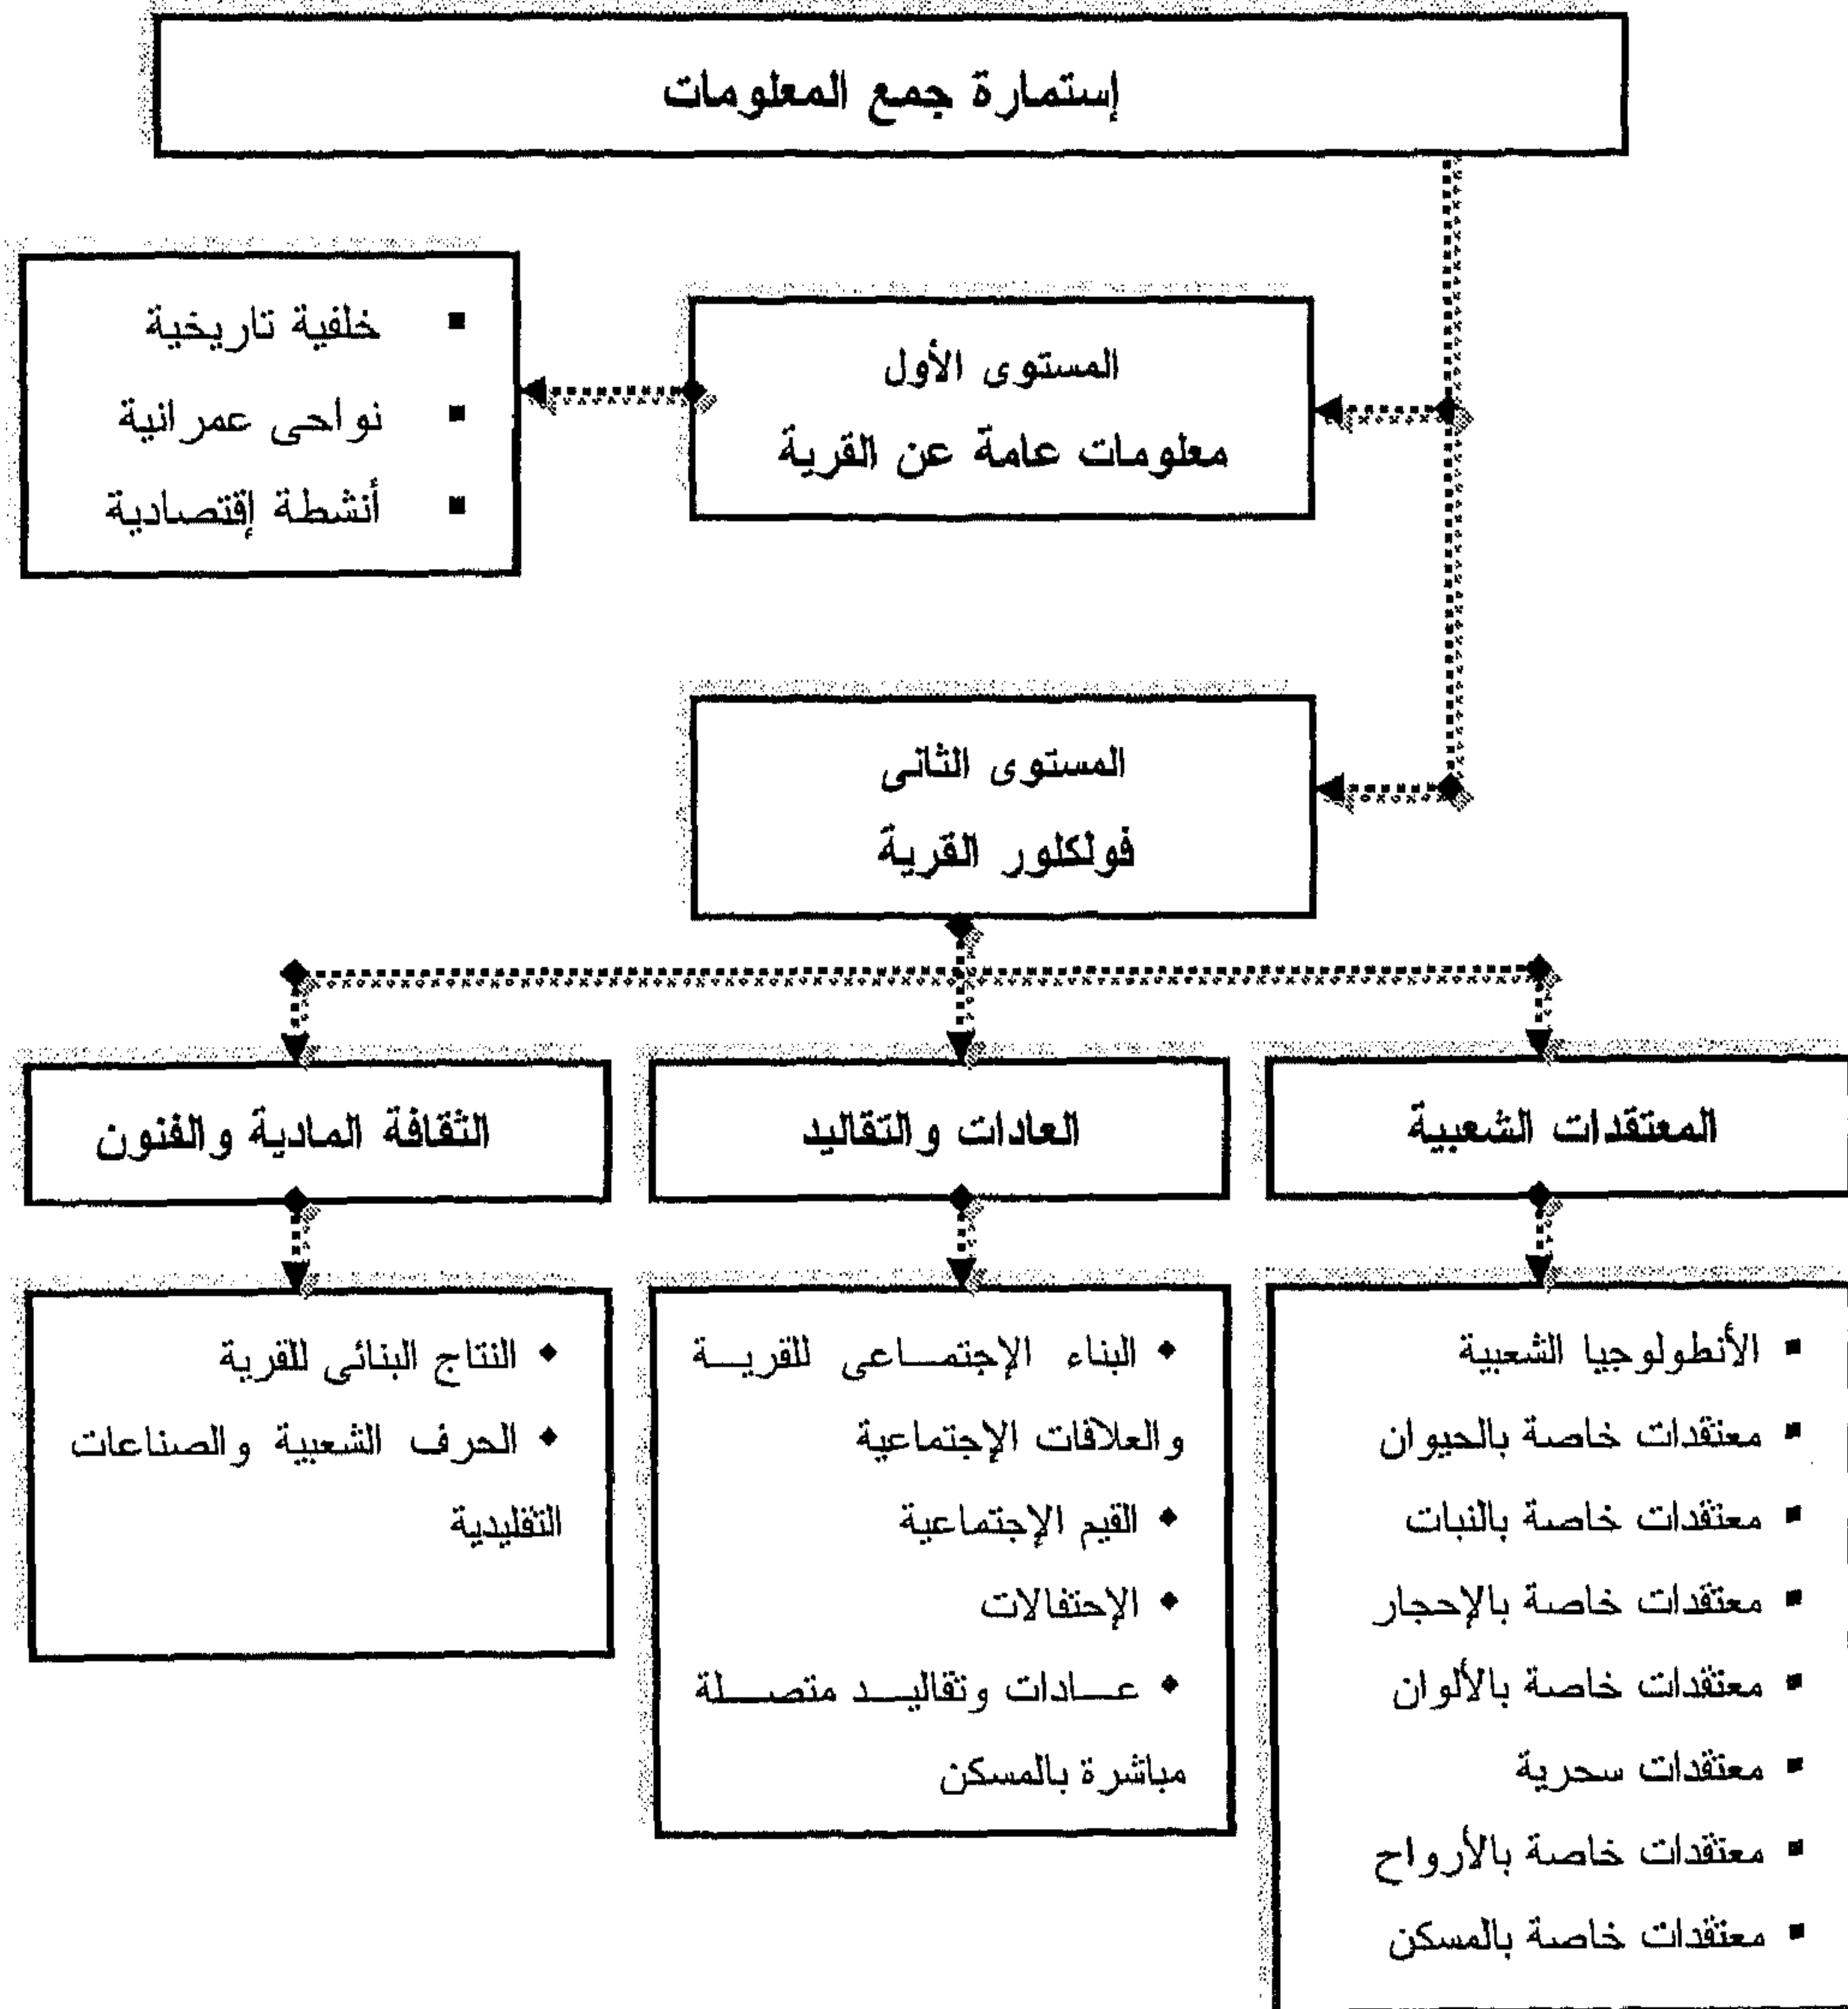 إستمارة جمع المعلومات
المستوى الأول
معلومات عامة عن القرية
▪ خلفية تاريخية
▪ نواحى عمرانية
▪ أنشطة إقتصادية
المستوى الثانى
فولكلور القرية
المعتقدات الشعبية
▪ الأنطولوجيا الشعبية
▪ معتقدات خاصة بالحيوان
▪ معتقدات خاصة بالنبات
▪ معتقدات خاصة بالإحجار
▪ معتقدات خاصة بالألوان
▪ معتقدات سحرية
▪ معتقدات خاصة بالأرواح
▪ معتقدات خاصة بالمسكن
العادات والتقاليد
♦ البناء الإجتماعى للقرية
والعلاقات الإجتماعية
♦ القيم الإجتماعية
♦ الإحتفالات
♦ عادات وتقاليد متصلة
مباشرة بالمسكن
الثقافة المادية والفنون
♦ النتاج البنائى للقرية
♦ الحرف الشعبية والصناعات
التقليدية